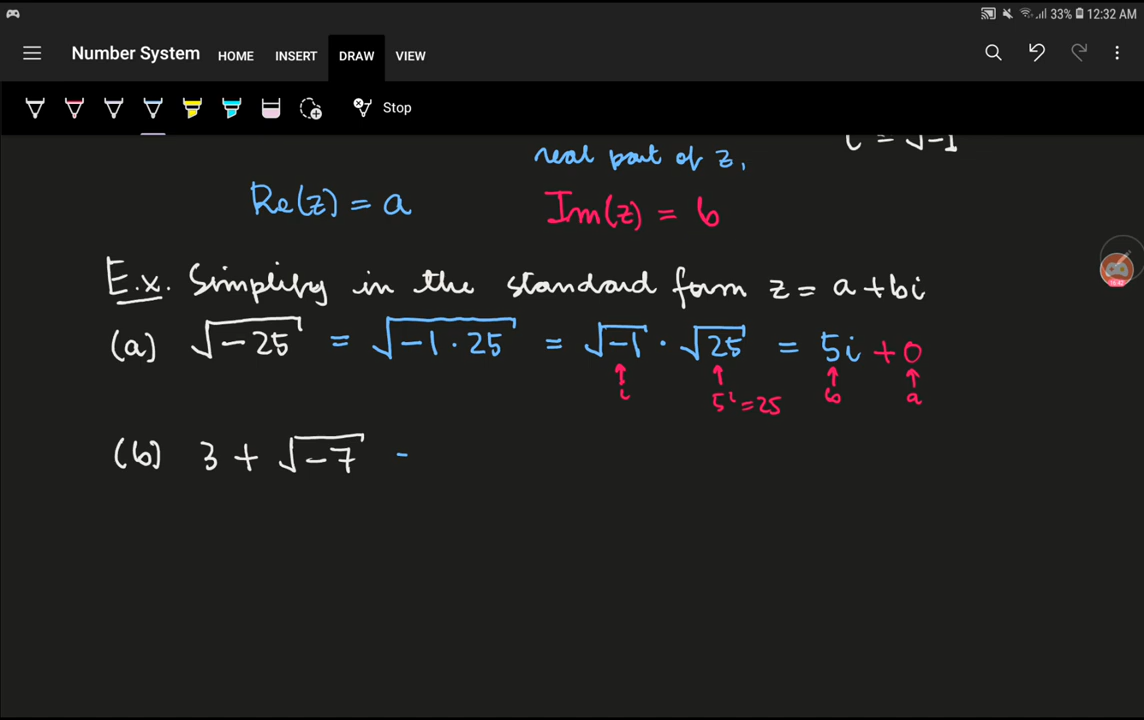 33% 12:32 AM
Number System HOME INSERT DRAW VIEW
Stop
real part of z, i = √-1
Re(z) = a Im(z) = b
E.x. Simplify in the standard form z = a + bi
(a) √-25 = √-1 · 25 = √-1 · √25 = 5i + 0
↑ i ↑ 5² = 25 ↑ b ↑ a
(b) 3 + √-7 -